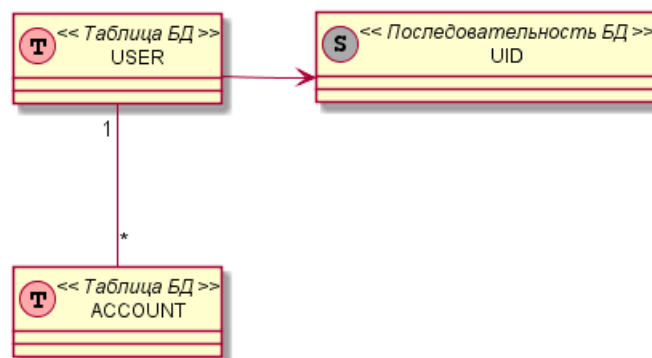 T << Таблица БД >>
USER
S << Последовательность БД >>
UID
1
*
T << Таблица БД >>
ACCOUNT